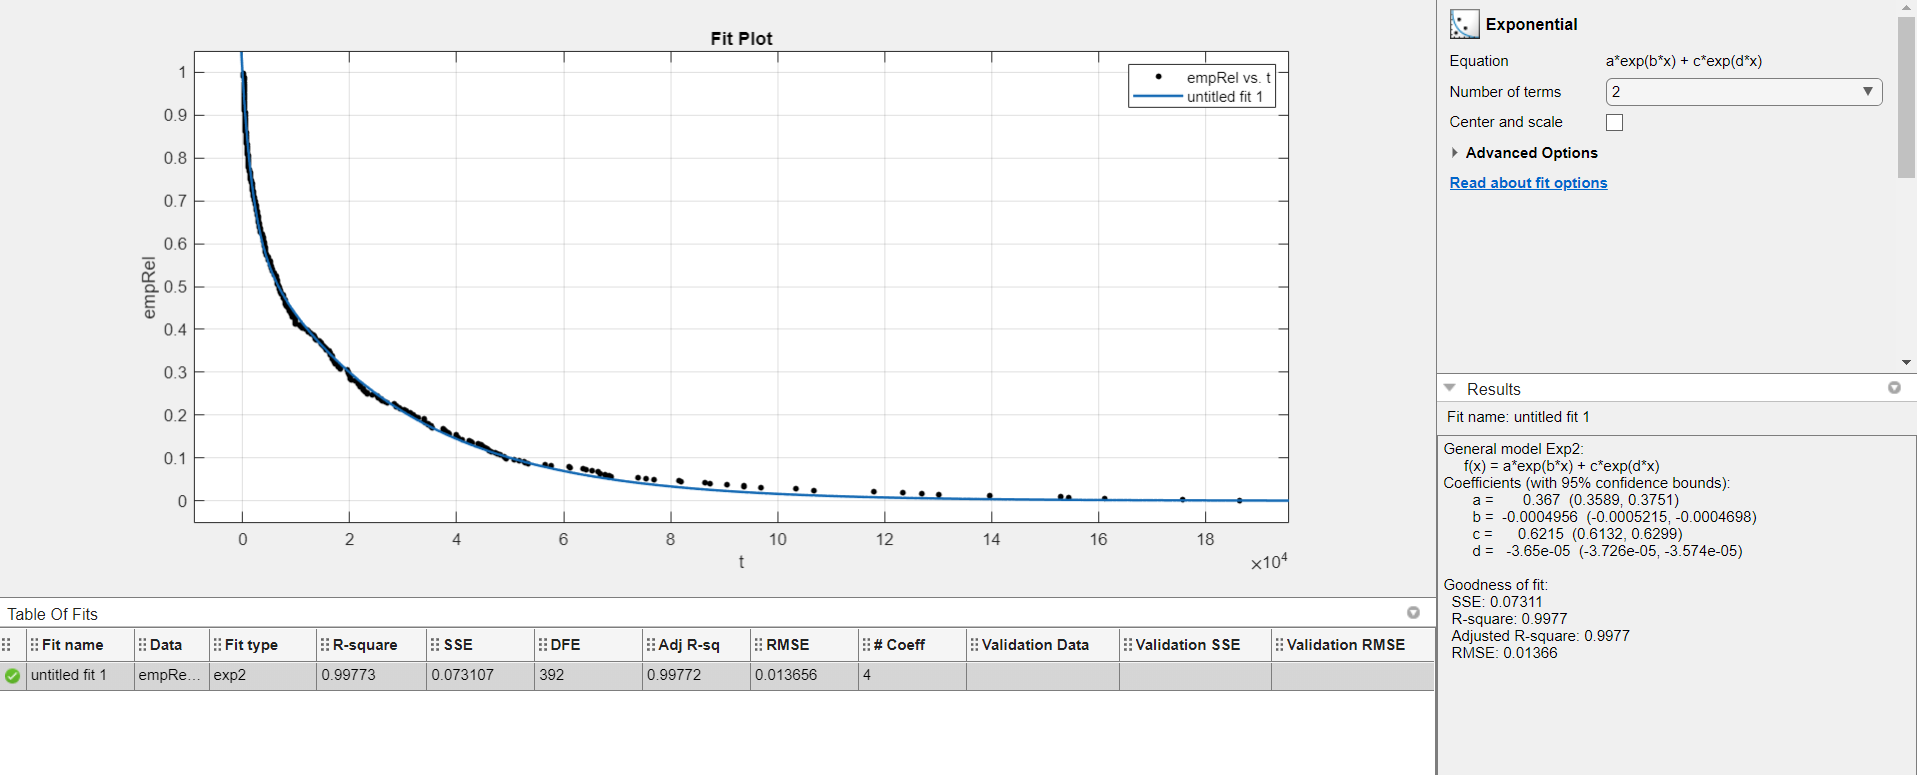 Fit Plot
1
0.9
0.8
0.7
0.6
0.5
0.4
0.3
0.2
0.1
0
empRel
0 2 4 6 8 10 12 14 16 18
t
×10^4
empRel vs. t
untitled fit 1
Exponential
Equation a*exp(b*x) + c*exp(d*x)
Number of terms 2
Center and scale
Advanced Options
Read about fit options
Results
Fit name: untitled fit 1
General model Exp2:
f(x) = a*exp(b*x) + c*exp(d*x)
Coefficients (with 95% confidence bounds):
a = 0.367 (0.3589, 0.3751)
b = -0.0004956 (-0.0005215, -0.0004698)
c = 0.6215 (0.6132, 0.6299)
d = -3.65e-05 (-3.726e-05, -3.574e-05)
Goodness of fit:
SSE: 0.07311
R-square: 0.9977
Adjusted R-square: 0.9977
RMSE: 0.01366
Table Of Fits
Fit name Data Fit type R-square SSE DFE Adj R-sq RMSE # Coeff Validation Data Validation SSE Validation RMSE
untitled fit 1 empRe... exp2 0.99773 0.073107 392 0.99772 0.013656 4